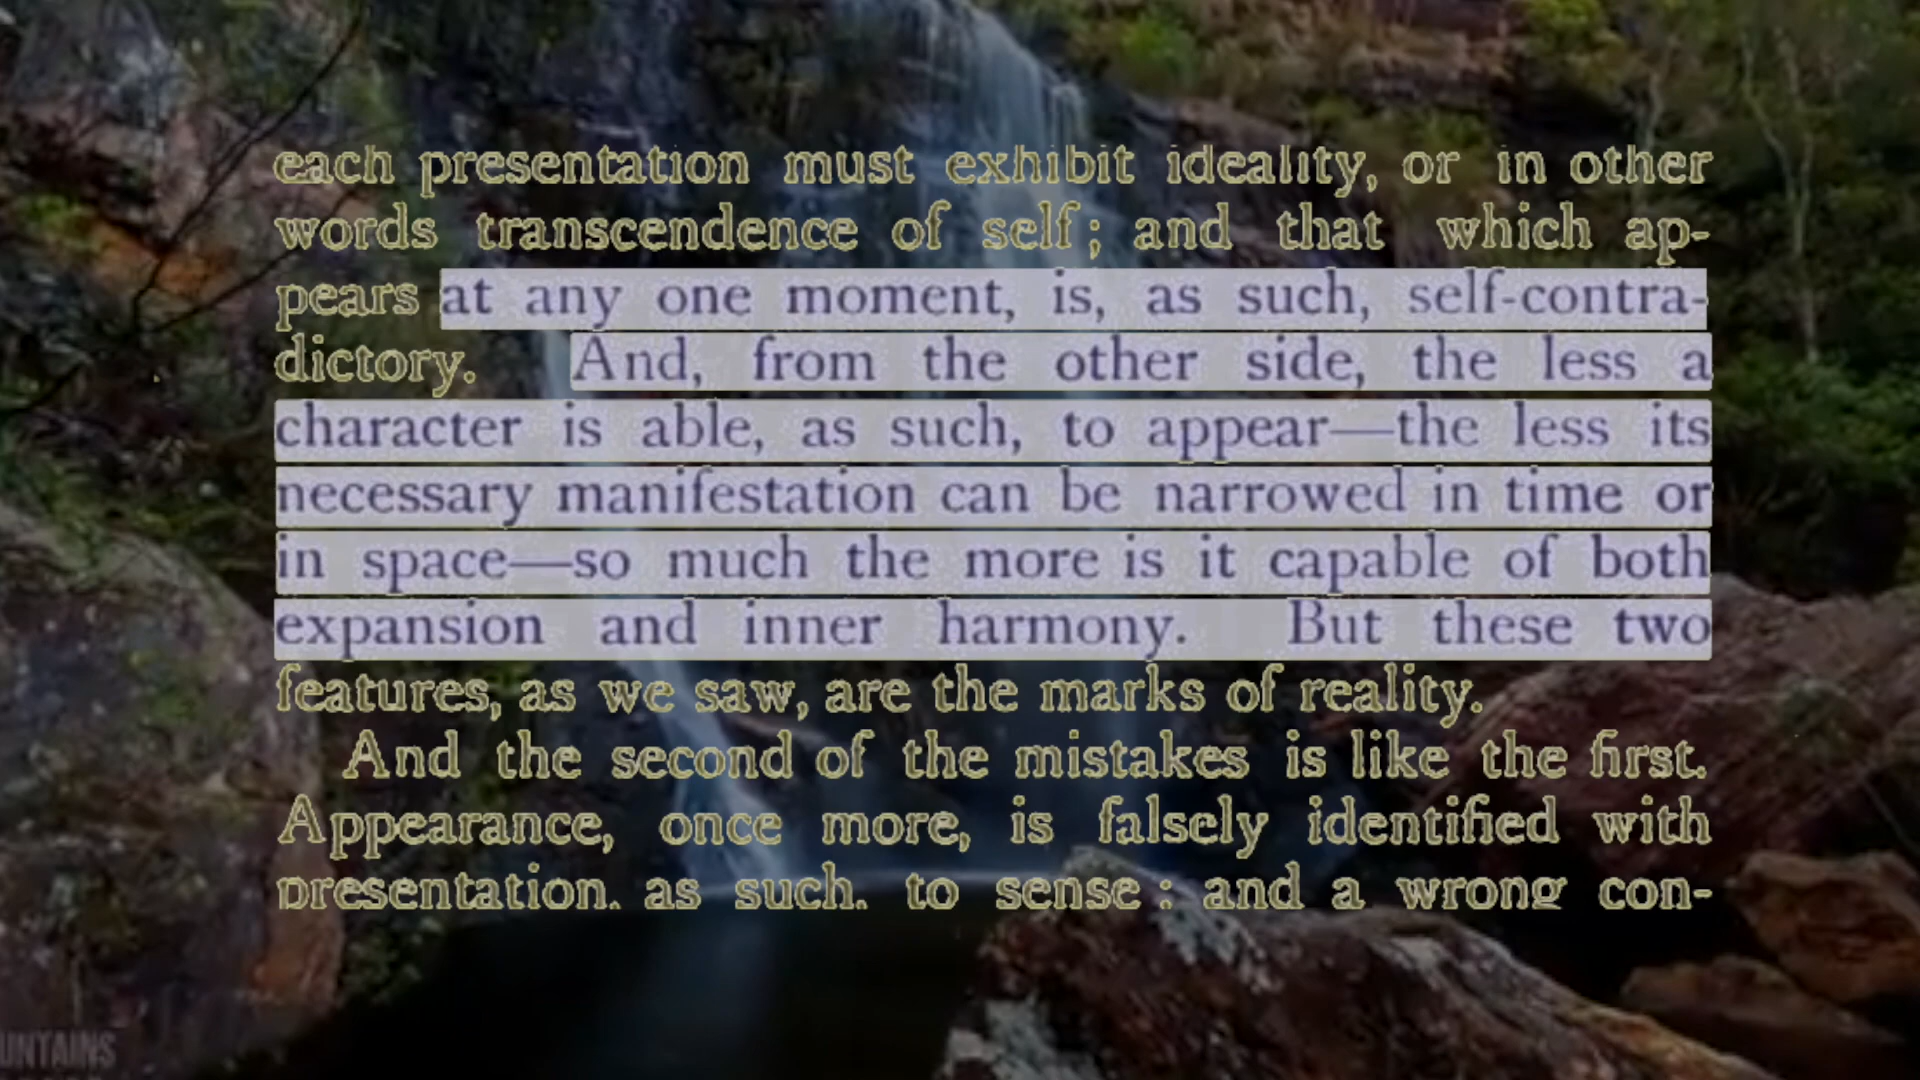 each presentation must exhibit ideality, or in other
words transcendence of self; and that which ap-
pears at any one moment, is, as such, self-contra-
dictory. And, from the other side, the less a
character is able, as such, to appear—the less its
necessary manifestation can be narrowed in time or
in space—so much the more is it capable of both
expansion and inner harmony. But these two
features, as we saw, are the marks of reality.
And the second of the mistakes is like the first.
Appearance, once more, is falsely identified with
presentation, as such, to sense; and a wrong con-
UNTAINS